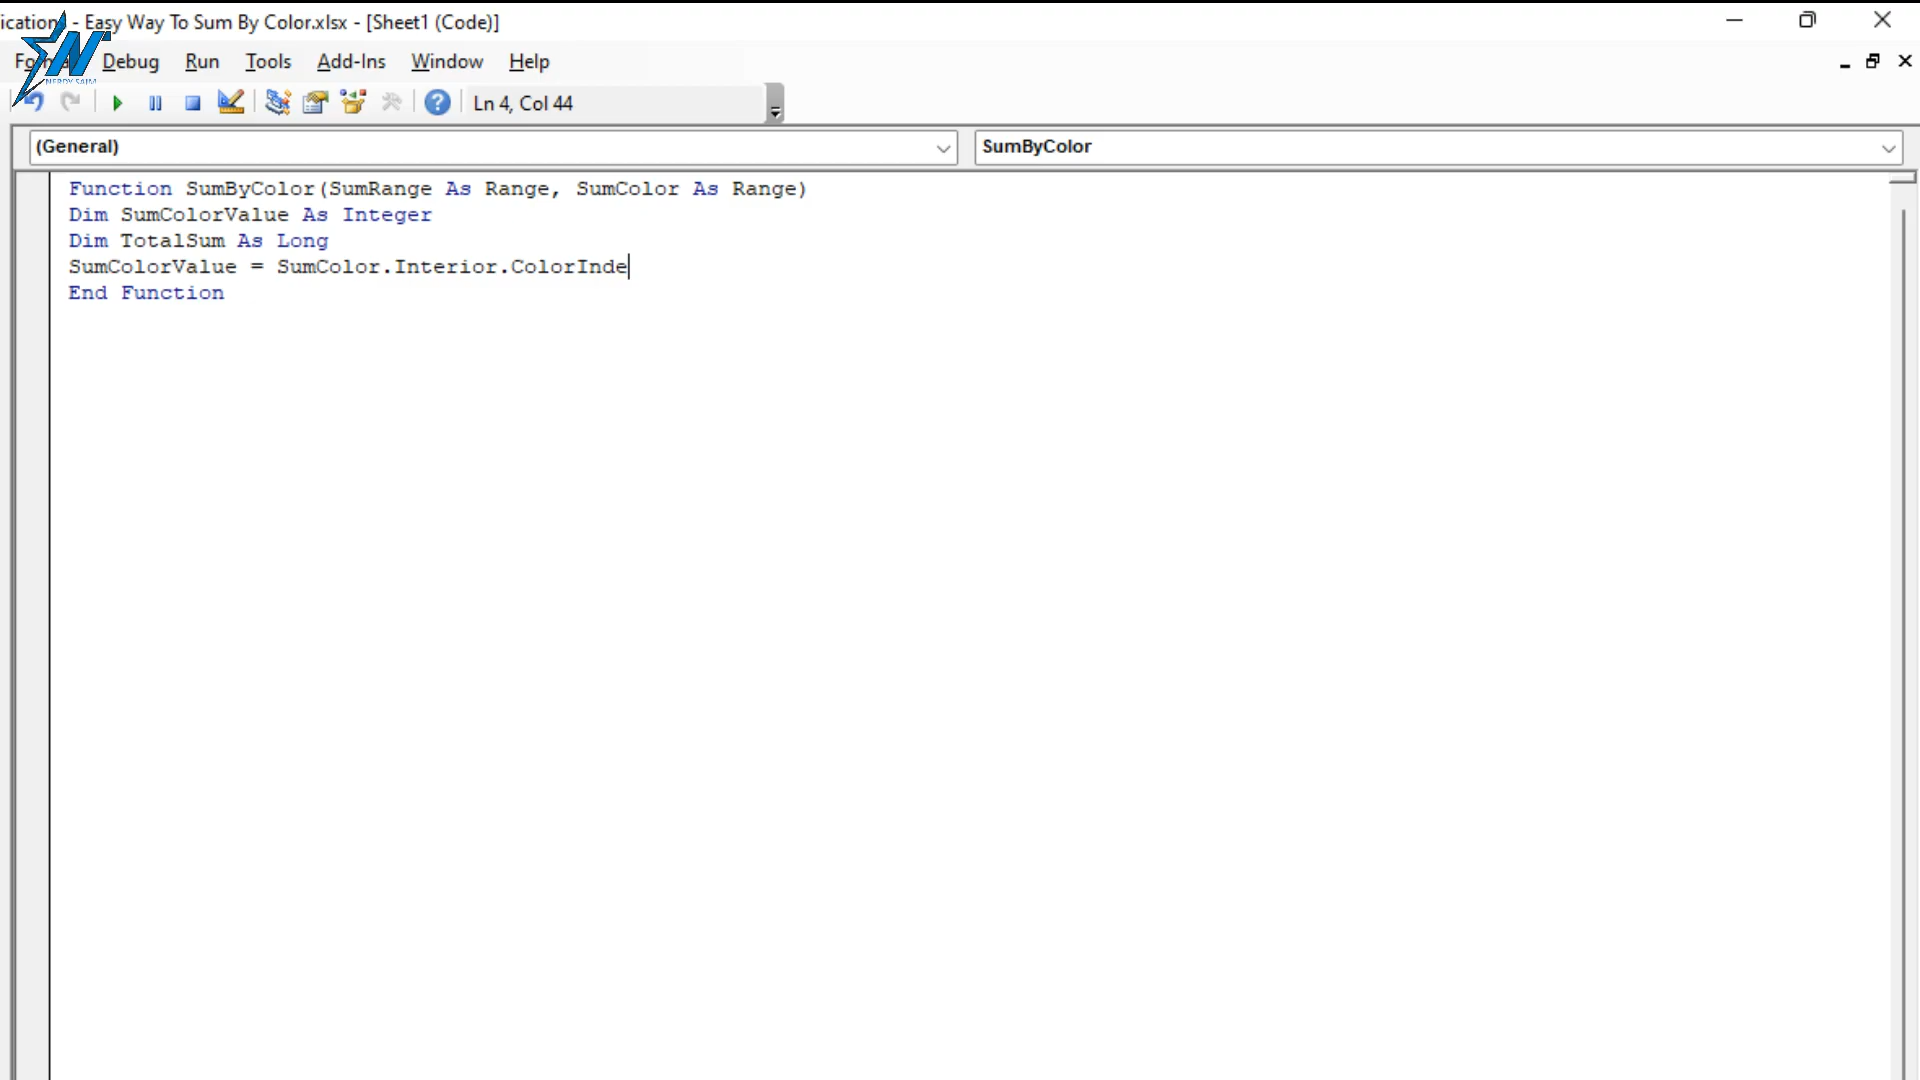 ication - Easy Way To Sum By Color.xlsx - [Sheet1 (Code)]
Debug Run Tools Add-Ins Window Help
NERDY SAIM
Ln 4, Col 44
(General) SumByColor
Function SumByColor(SumRange As Range, SumColor As Range)
Dim SumColorValue As Integer
Dim TotalSum As Long
SumColorValue = SumColor.Interior.ColorInde
End Function